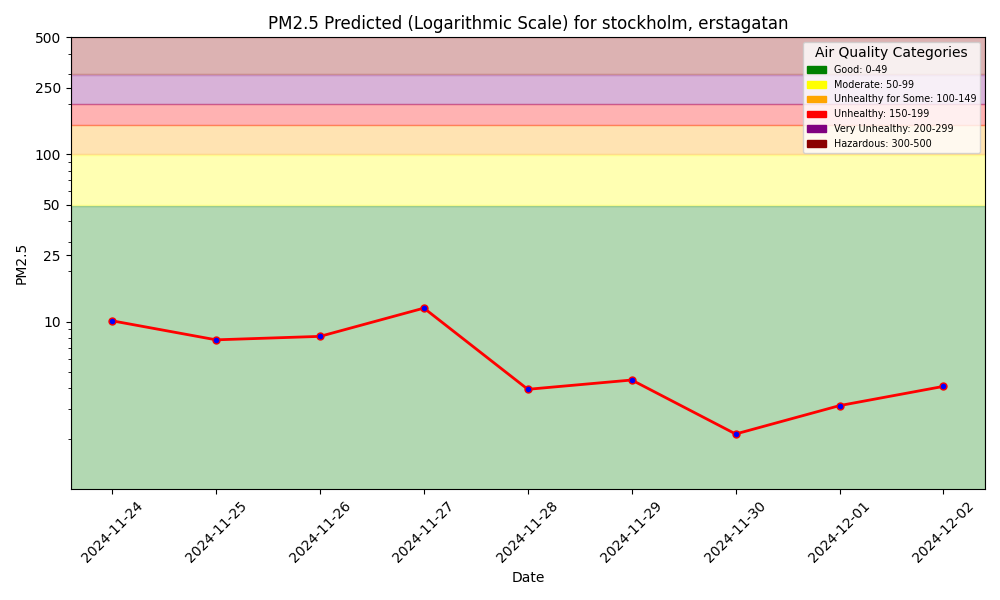 PM2.5 Predicted (Logarithmic Scale) for stockholm, erstagatan
500
250
100
50
25
10
PM2.5
Air Quality Categories
Good: 0-49
Moderate: 50-99
Unhealthy for Some: 100-149
Unhealthy: 150-199
Very Unhealthy: 200-299
Hazardous: 300-500
2024-11-24
2024-11-25
2024-11-26
2024-11-27
2024-11-28
2024-11-29
2024-11-30
2024-12-01
2024-12-02
Date